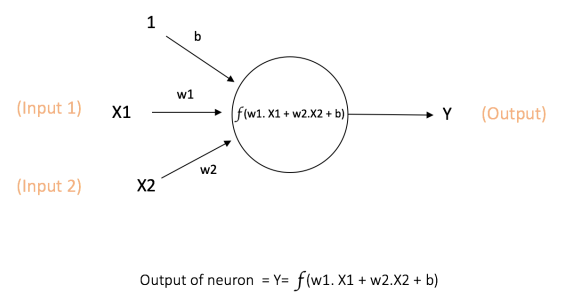 1
b
w1
(Input 1) X1 f(w1. X1 + w2.X2 + b) Y (Output)
w2
(Input 2) X2
Output of neuron = Y= f(w1. X1 + w2.X2 + b)